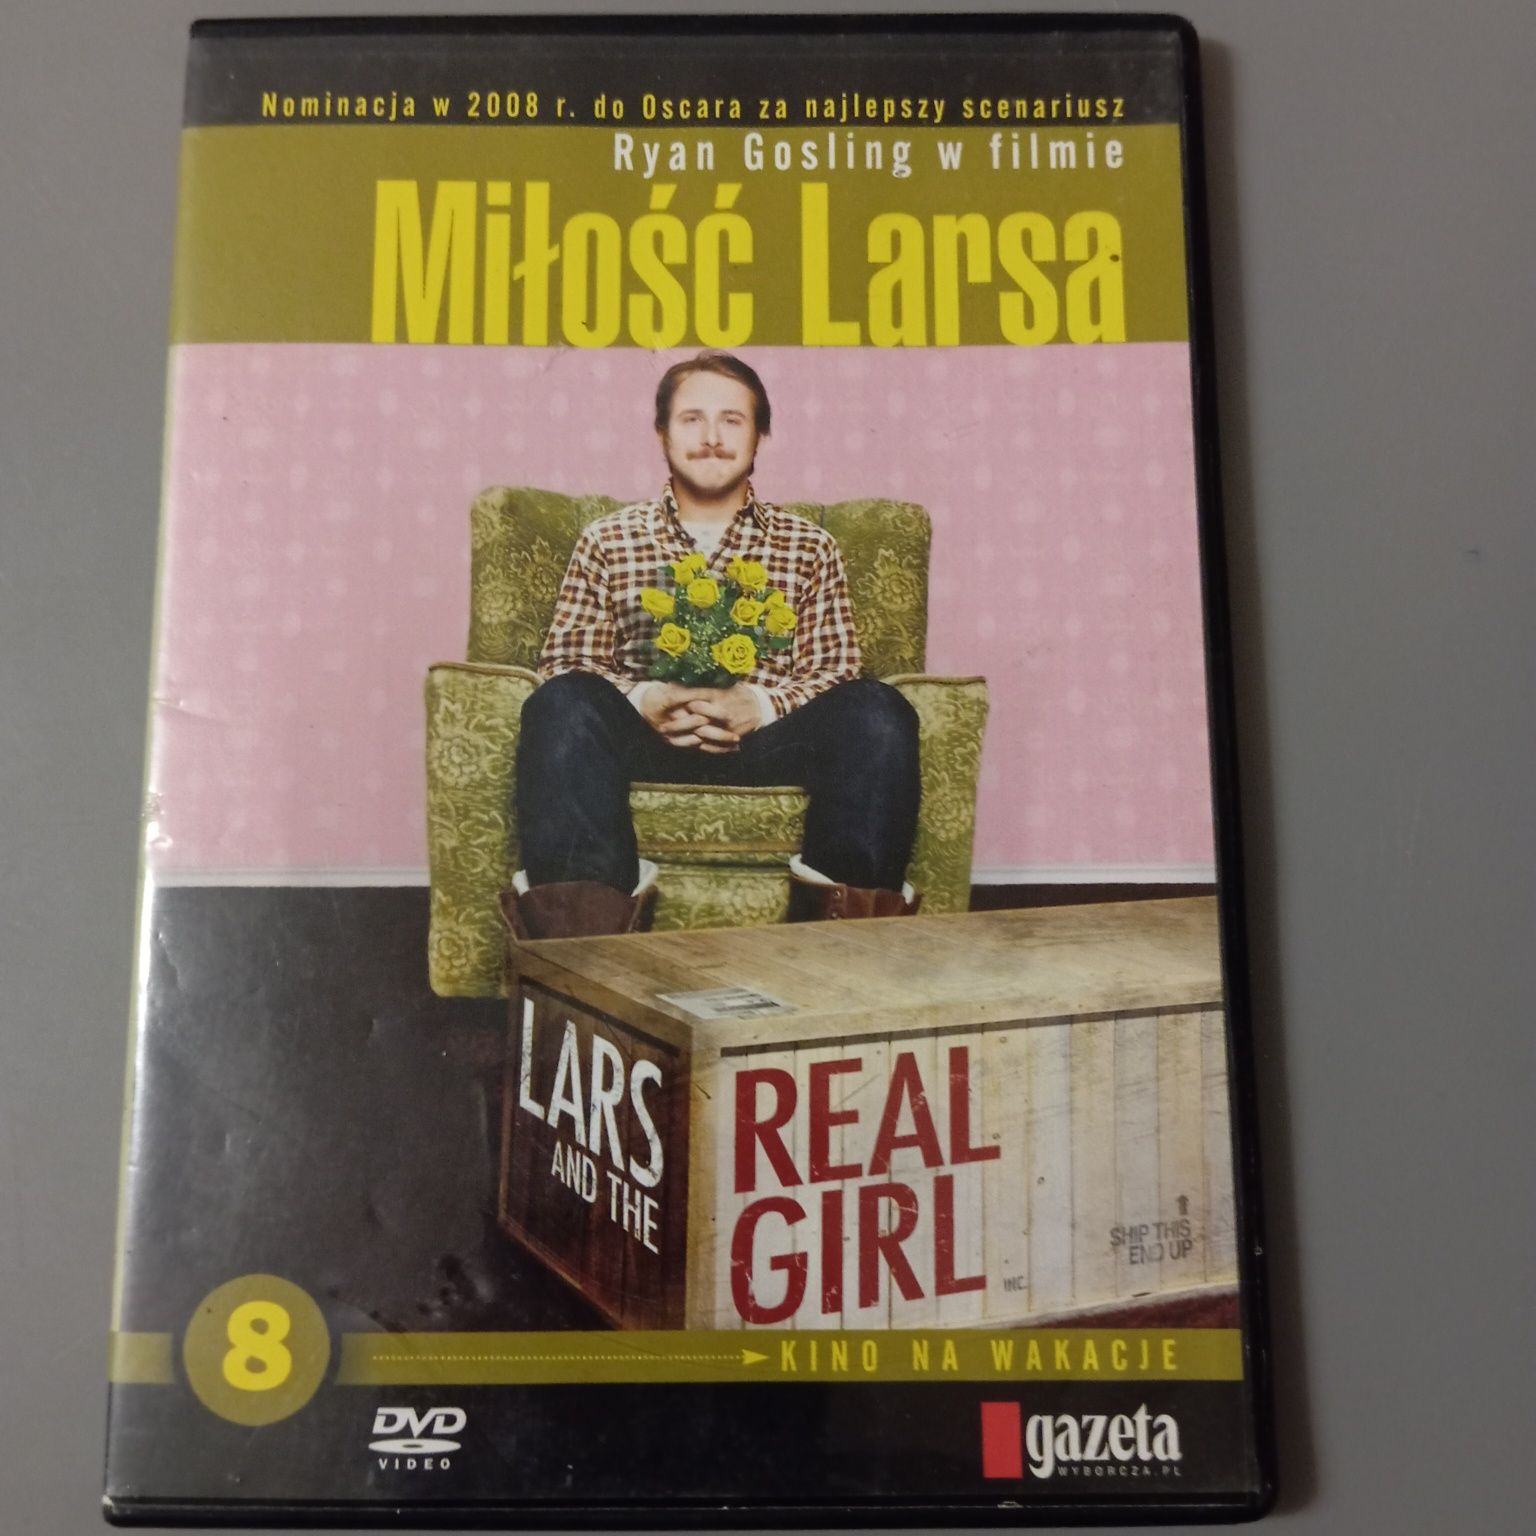 Nominacja w 2008 r. do Oscara za najlepszy scenariusz
Ryan Gosling w filmie
Miłość Larsa
LARS
AND THE
REAL
GIRL
INC.
SHIP THIS
END UP
8
KINO NA WAKACJE
DVD
VIDEO
gazeta
WYBORCZA.PL